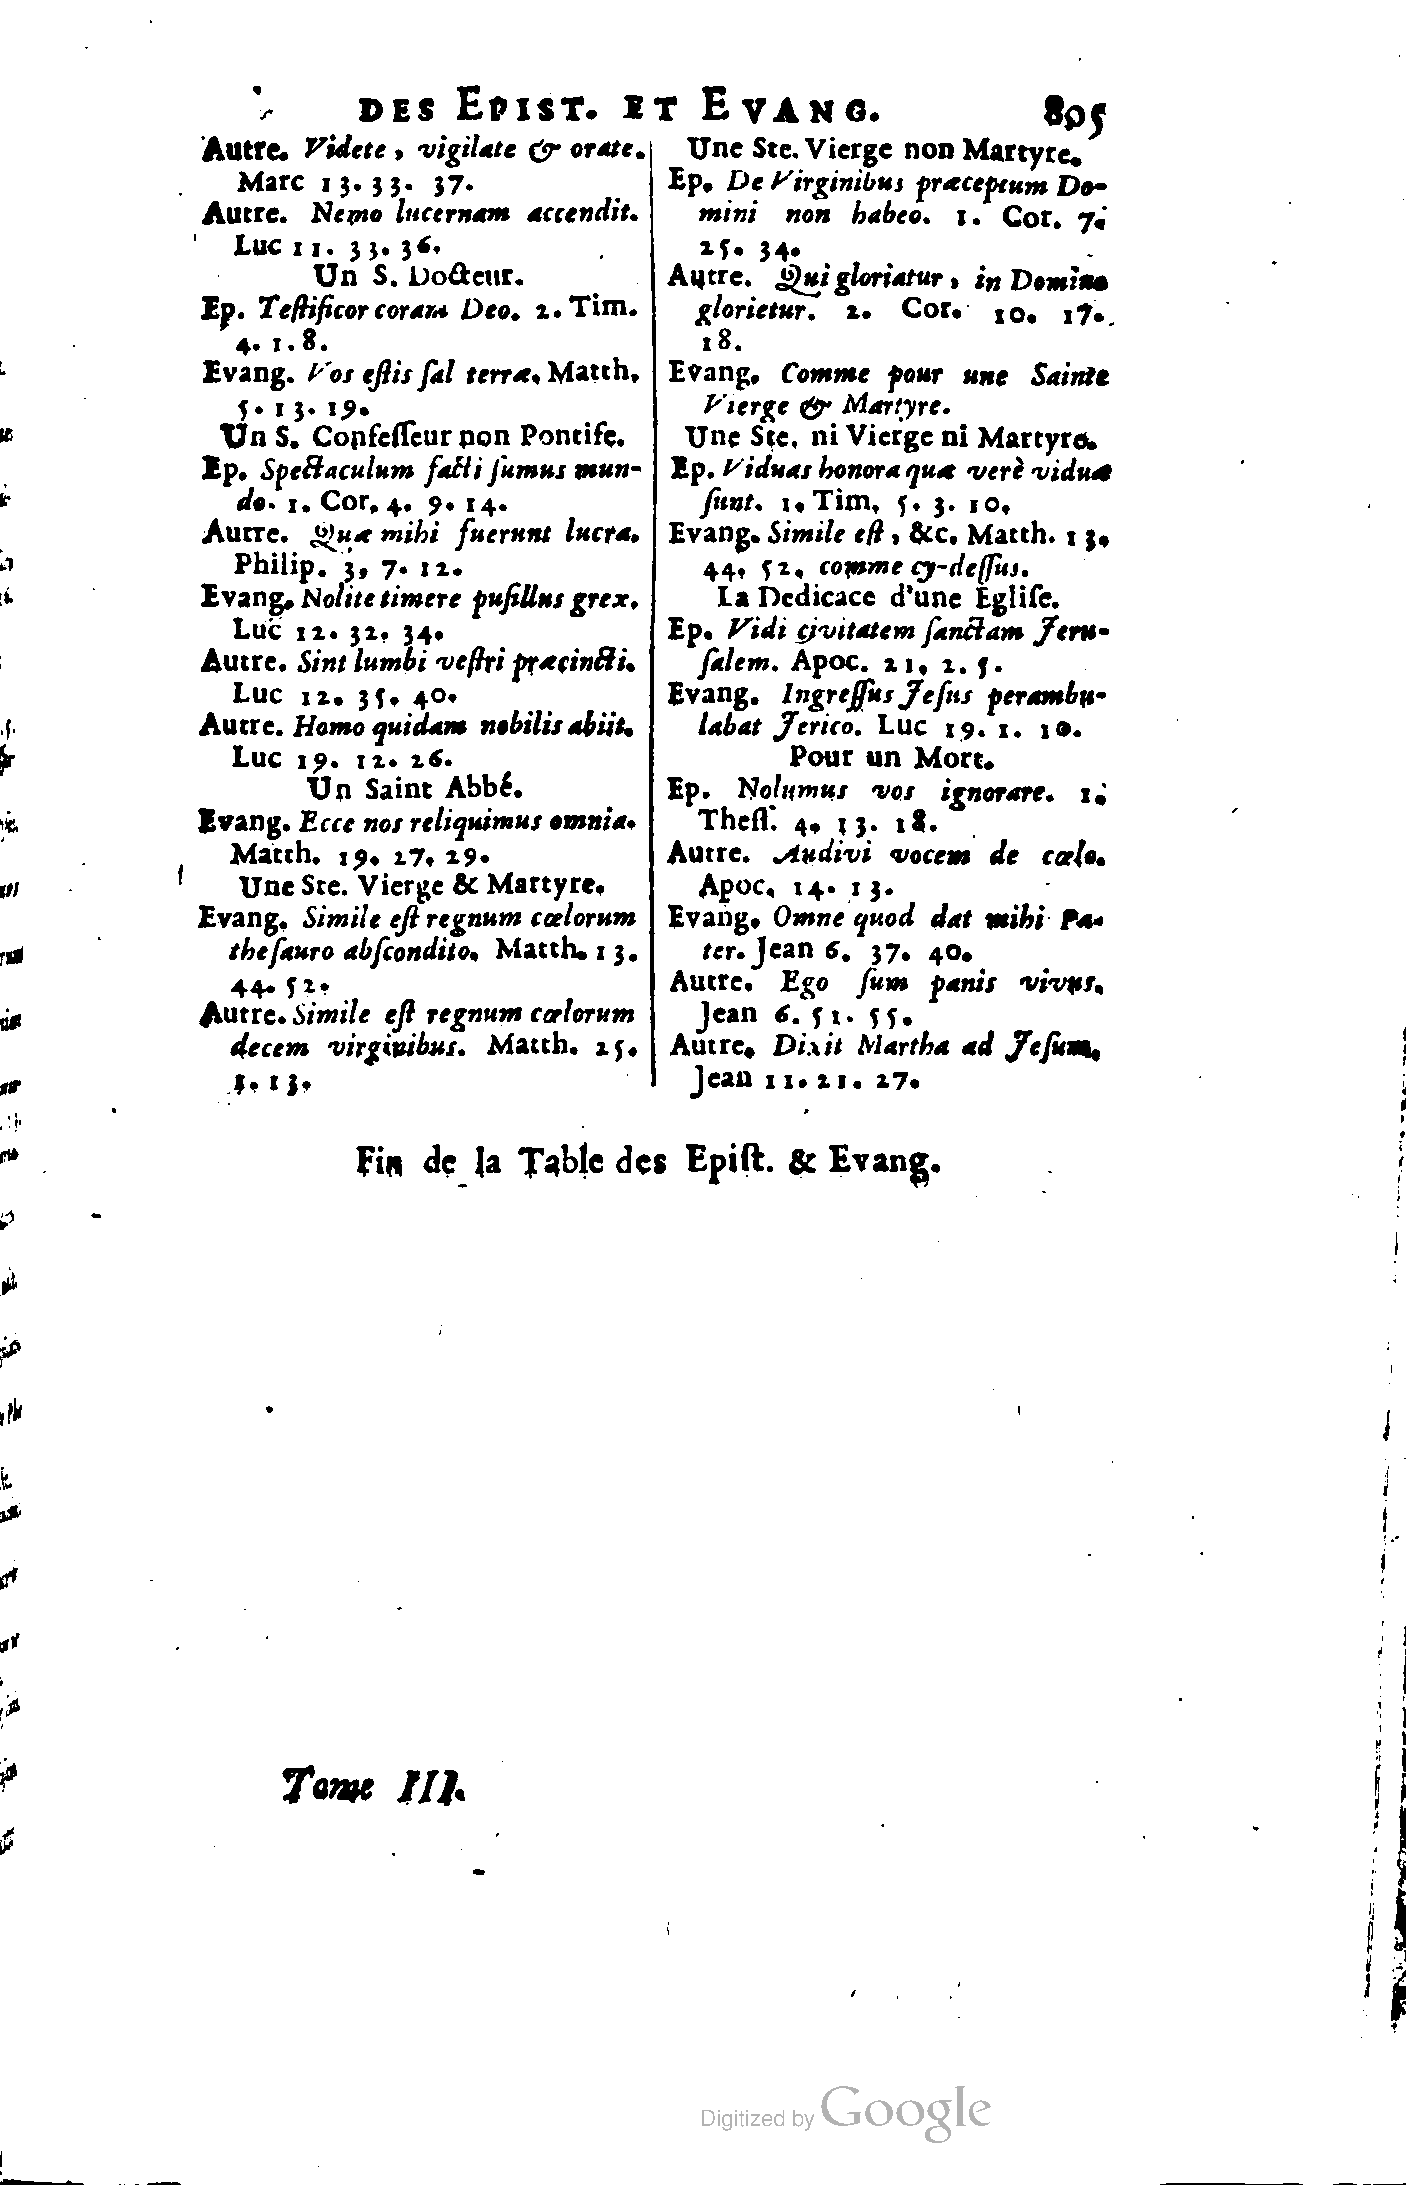 DES EPIST. ET EVANG. 805
Autre. Videte, vigilate & orate.
Marc 13. 33. 37.
Autre. Nemo lucernam accendit.
Luc 11. 33. 36.
Un S. Docteur.
Ep. Teſtificor coram Deo. 2. Tim.
4. 1. 8.
Evang. Vos eſtis ſal terræ. Matth.
5. 13. 19.
Un S. Confeſſeur non Pontife.
Ep. Spectaculum facti ſumus mun-
do. 1. Cor. 4. 9. 14.
Autre. Quæ mihi fuerunt lucra.
Philip. 3, 7. 12.
Evang. Nolite timere puſillus grex.
Luc 12. 32. 34.
Autre. Sint lumbi veſtri præcincti.
Luc 12. 35. 40.
Autre. Homo quidam nobilis abiit.
Luc 19. 12. 26.
Un Saint Abbé.
Evang. Ecce nos reliquimus omnia.
Matth. 19. 27. 29.
Une Ste. Vierge & Martyre.
Evang. Simile eſt regnum cœlorum
theſauro abſcondito. Matth. 13.
44. 52.
Autre. Simile eſt regnum cœlorum
decem virginibus. Matth. 25.
1. 13.
Une Ste. Vierge non Martyre.
Ep. De Virginibus præceptum Do-
mini non habeo. 1. Cor. 7.
25. 34.
Autre. Qui gloriatur, in Domino
glorietur. 2. Cor. 10. 17.
18.
Evang. Comme pour une Sainte
Vierge & Martyre.
Une Ste. ni Vierge ni Martyre.
Ep. Viduas honora quæ verè viduæ
ſunt. 1. Tim. 5. 3. 10.
Evang. Simile eſt, &c. Matth. 13.
44. 52. comme cy-deſſus.
La Dedicace d'une Egliſe.
Ep. Vidi civitatem ſanctam Jeru-
ſalem. Apoc. 21. 2. 5.
Evang. Ingreſſus Jeſus perambu-
labat Jerico. Luc 19. 1. 10.
Pour un Mort.
Ep. Nolumus vos ignorare. 1.
Theſſ. 4. 13. 18.
Autre. Audivi vocem de cœlo.
Apoc. 14. 13.
Evang. Omne quod dat mihi Pa-
ter. Jean 6. 37. 40.
Autre. Ego ſum panis vivus.
Jean 6. 51. 55.
Autre. Dixit Martha ad Jeſum.
Jean 11. 21. 27.
Fin de la Table des Epiſt. & Evang.
Tome III.
Digitized by Google